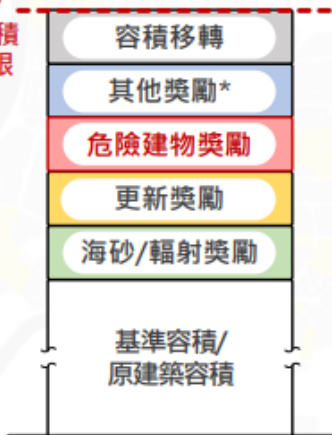 積
限
容積移轉
其他獎勵*
危險建物獎勵
更新獎勵
海砂/輻射獎勵
基準容積/
原建築容積